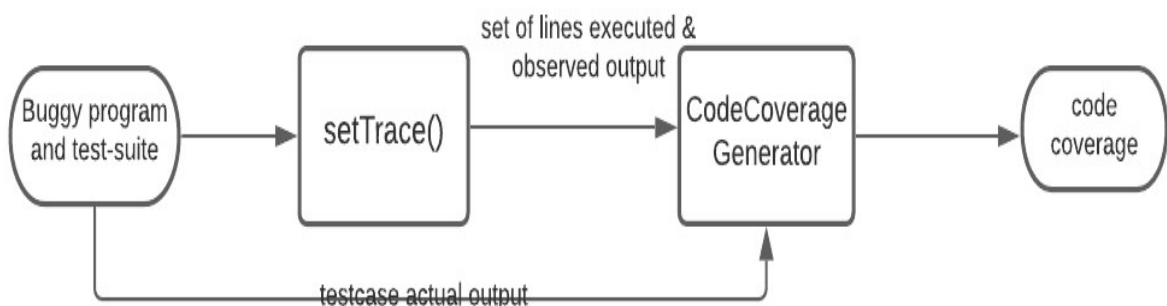 set of lines executed &
observed output
Buggy program
and test-suite
setTrace()
CodeCoverage
Generator
code
coverage
testcase actual output